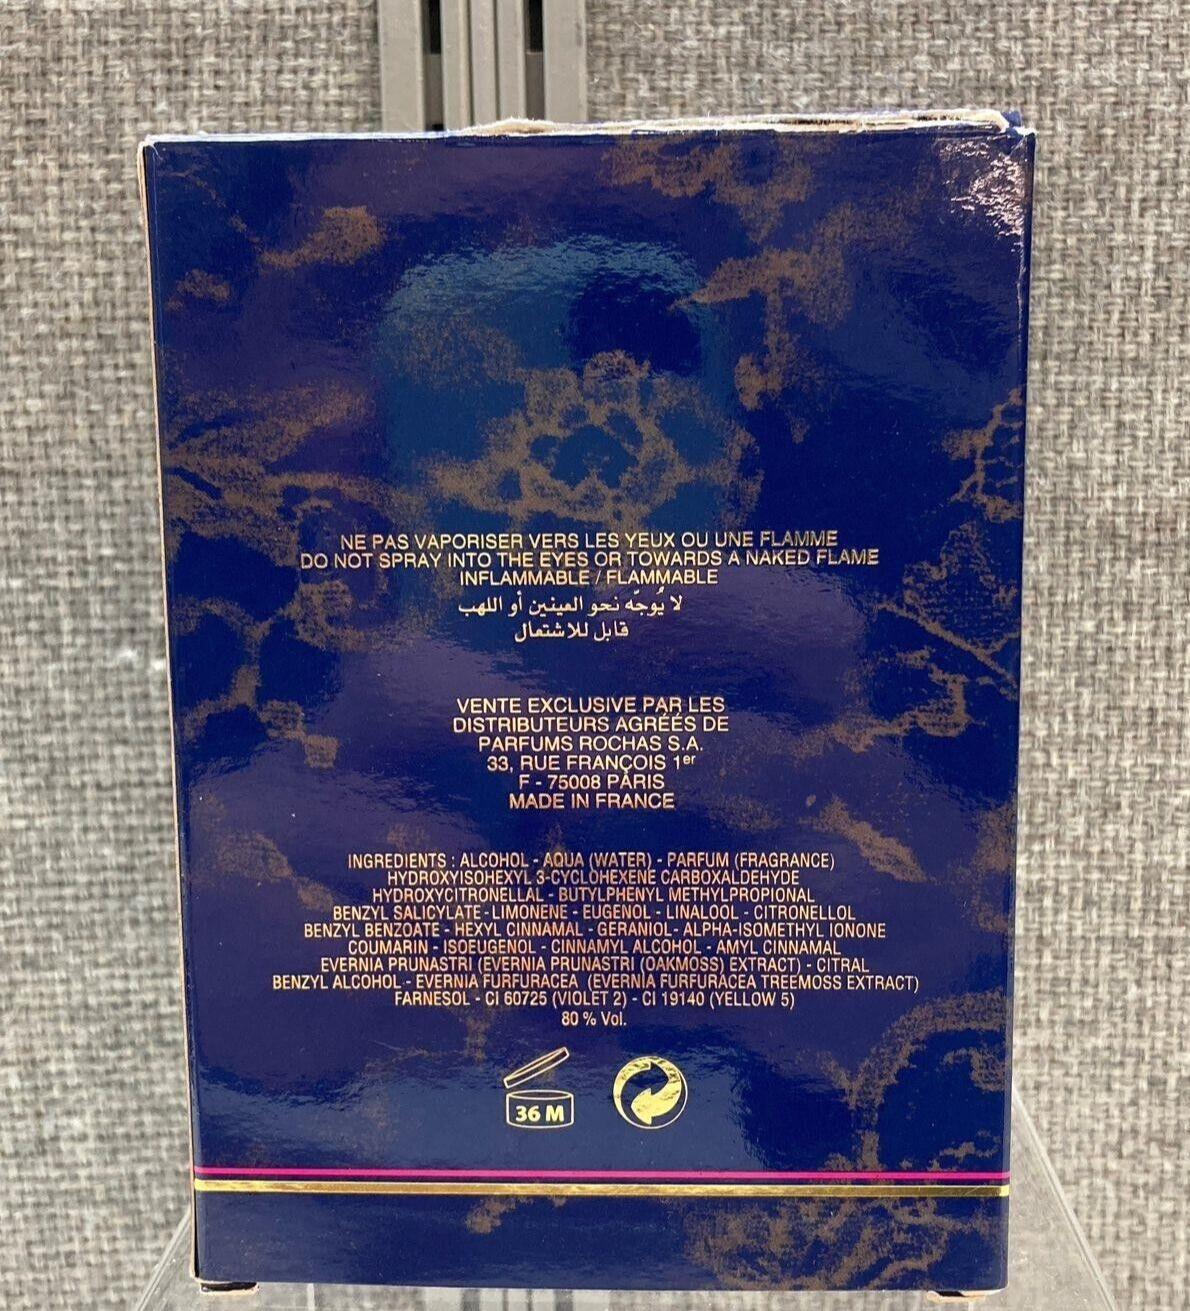 NE PAS VAPORISER VERS LES YEUX OU UNE FLAMME
DO NOT SPRAY INTO THE EYES OR TOWARDS A NAKED FLAME
INFLAMMABLE / FLAMMABLE
لا يُوجّه نحو العينين أو اللهب
قابل للاشتعال
VENTE EXCLUSIVE PAR LES
DISTRIBUTEURS AGRÉÉS DE
PARFUMS ROCHAS S.A.
33, RUE FRANÇOIS 1er
F - 75008 PARIS
MADE IN FRANCE
INGREDIENTS : ALCOHOL - AQUA (WATER) - PARFUM (FRAGRANCE)
HYDROXYISOHEXYL 3-CYCLOHEXENE CARBOXALDEHYDE
HYDROXYCITRONELLAL - BUTYLPHENYL METHYLPROPIONAL
BENZYL SALICYLATE - LIMONENE - EUGENOL - LINALOOL - CITRONELLOL
BENZYL BENZOATE - HEXYL CINNAMAL - GERANIOL - ALPHA-ISOMETHYL IONONE
COUMARIN - ISOEUGENOL - CINNAMYL ALCOHOL - AMYL CINNAMAL
EVERNIA PRUNASTRI (EVERNIA PRUNASTRI (OAKMOSS) EXTRACT) - CITRAL
BENZYL ALCOHOL - EVERNIA FURFURACEA (EVERNIA FURFURACEA TREEMOSS EXTRACT)
FARNESOL - CI 60725 (VIOLET 2) - CI 19140 (YELLOW 5)
80 % Vol.
36 M